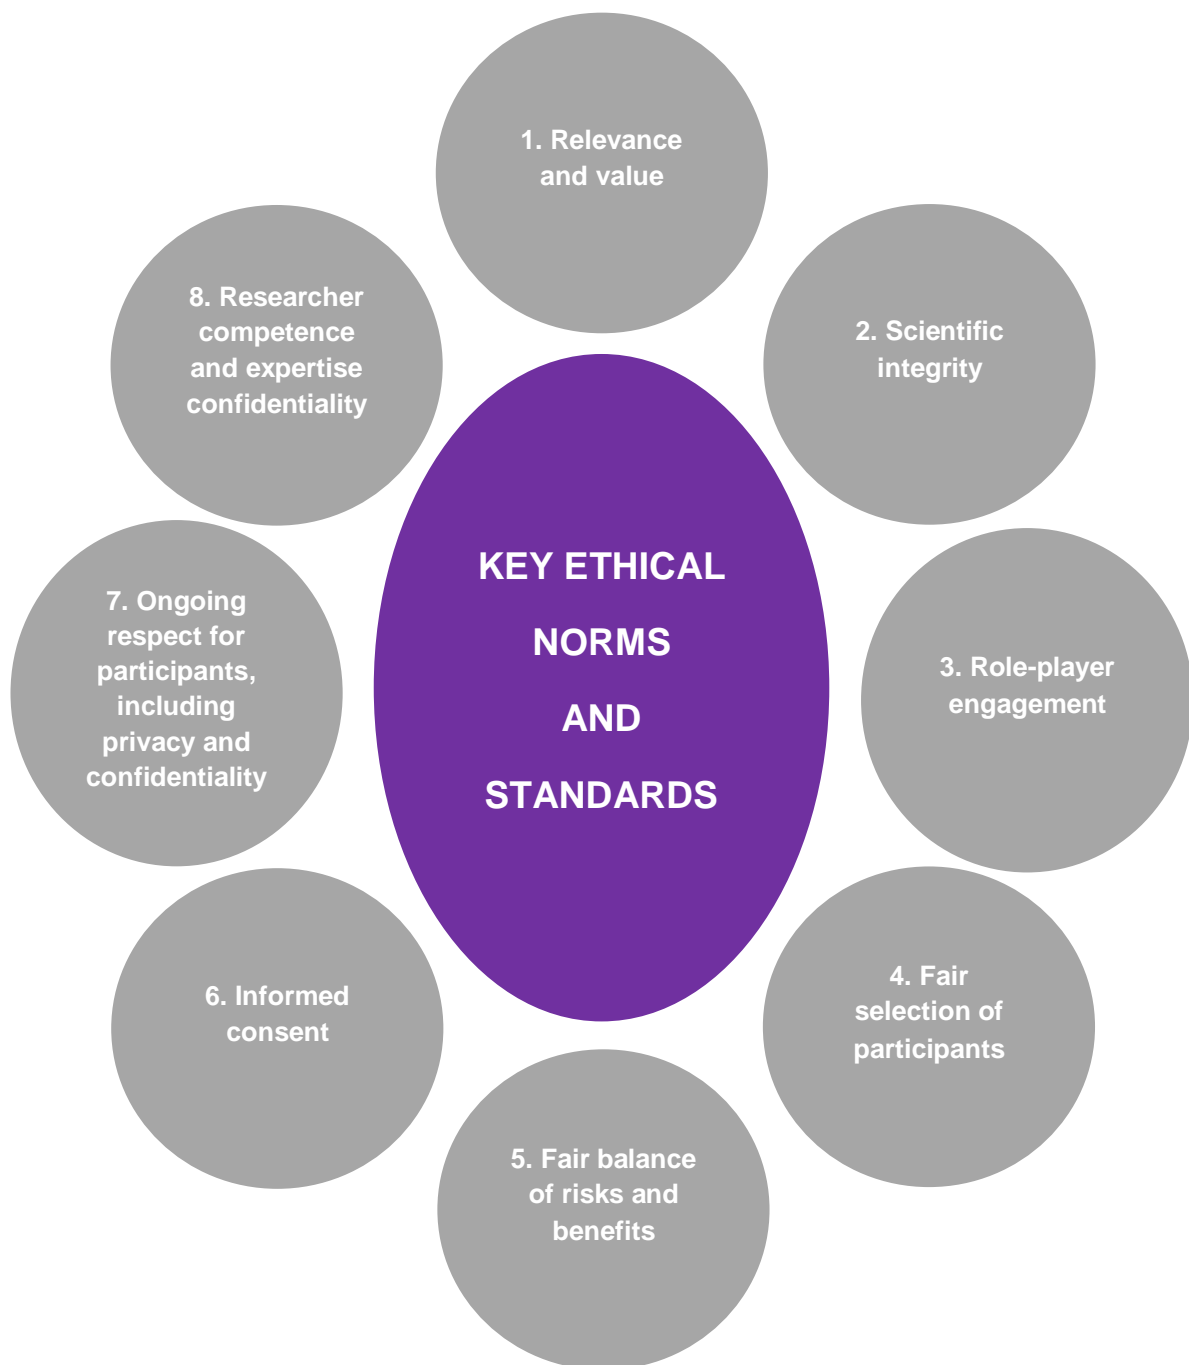 1. Relevance
and value
2. Scientific
integrity
3. Role-player
engagement
4. Fair
selection of
participants
5. Fair balance
of risks and
benefits
6. Informed
consent
7. Ongoing
respect for
participants,
including
privacy and
confidentiality
8. Researcher
competence
and expertise
confidentiality
KEY ETHICAL
NORMS
AND
STANDARDS